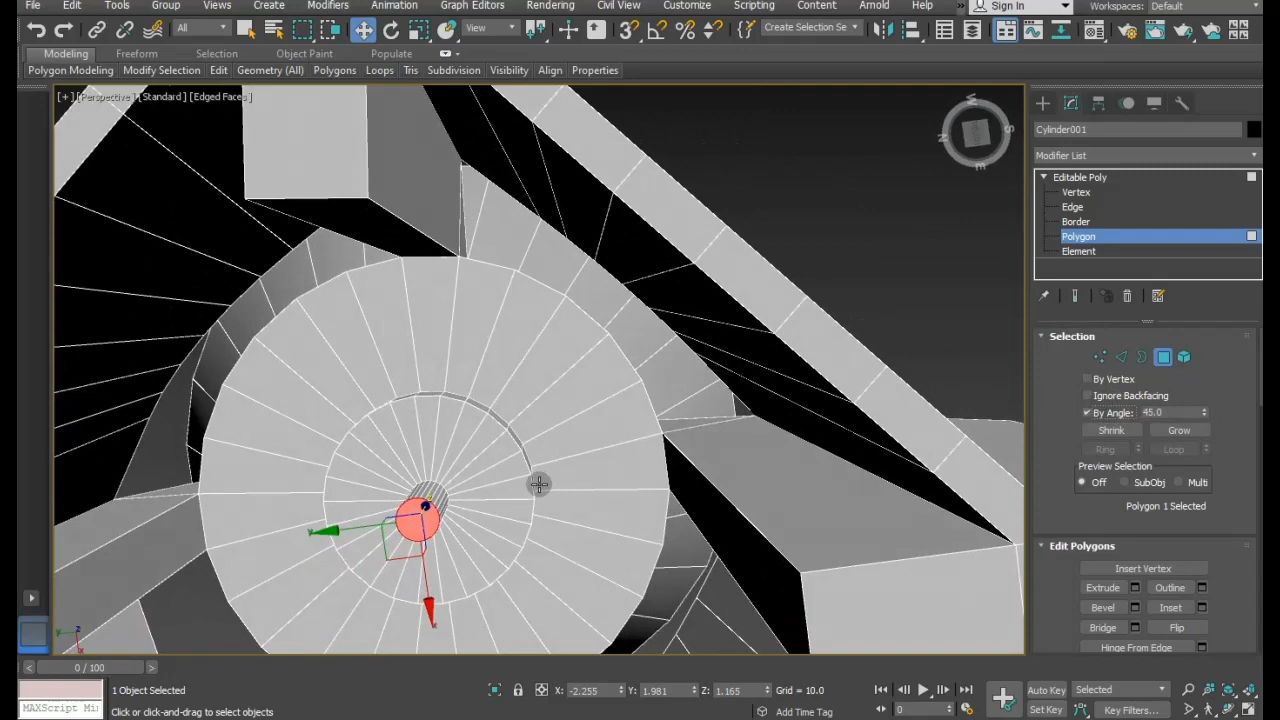 File Edit Tools Group Views Create Modifiers Animation Graph Editors Rendering Civil View Customize Scripting Content Arnold Help » Sign In Workspaces: Default
All View Create Selection Se
Modeling Freeform Selection Object Paint Populate
Polygon Modeling Modify Selection Edit Geometry (All) Polygons Loops Tris Subdivision Visibility Align Properties
[+] [Perspective] [Standard] [Edged Faces]
W
N S
E
Cylinder001
Modifier List
Editable Poly
Vertex
Edge
Border
Polygon
Element
Selection
By Vertex
Ignore Backfacing
By Angle: 45.0
Shrink Grow
Ring Loop
Preview Selection
Off SubObj Multi
Polygon 1 Selected
Edit Polygons
Insert Vertex
Extrude Outline
Bevel Inset
Bridge Flip
Hinge From Edge
y
x
y z
x
< 0 / 100 >
1 Object Selected X: -2.255 Y: 1.981 Z: 1.165 Grid = 10.0 Auto Key Selected
MAXScript Mi Click or click-and-drag to select objects Add Time Tag 0 Set Key Key Filters...